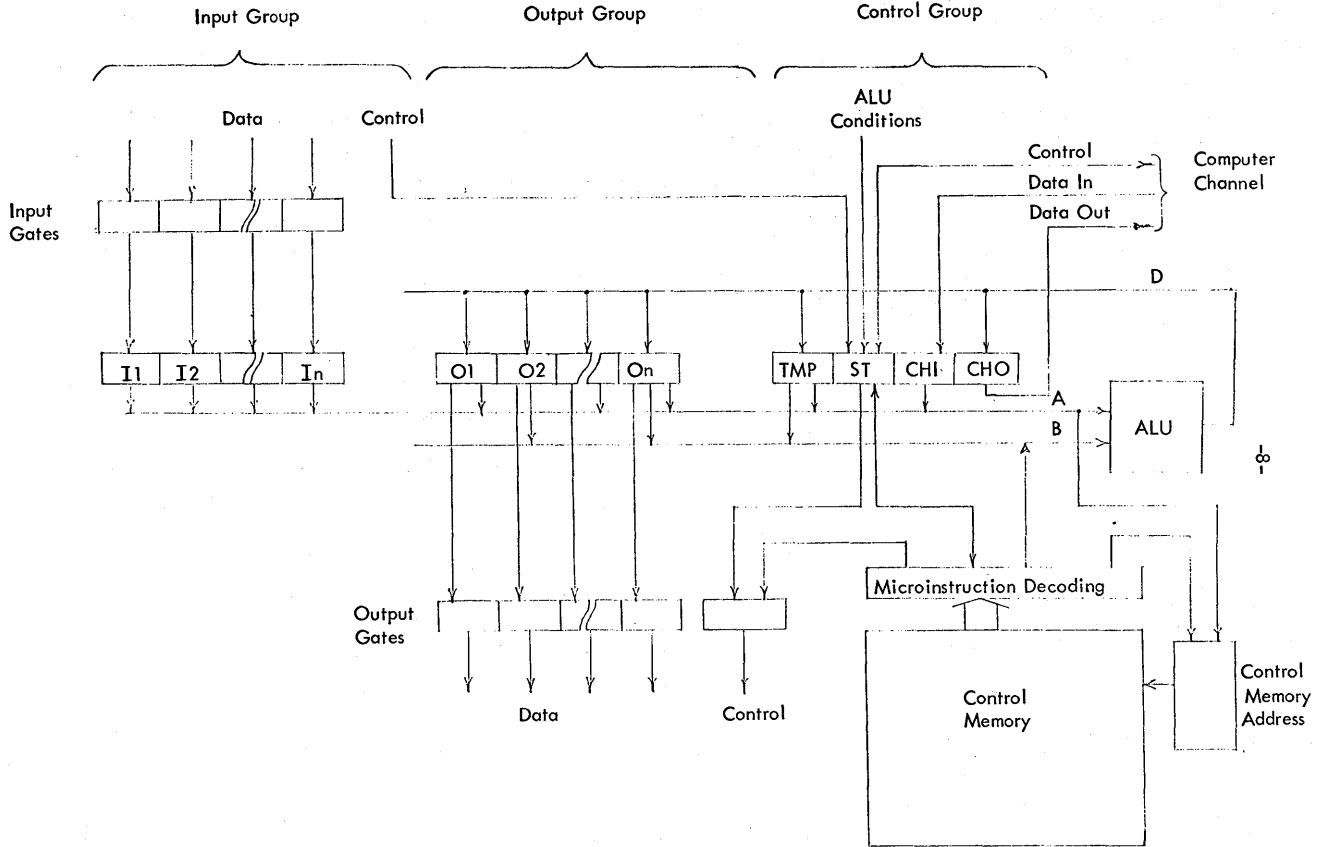 Input Group
Output Group
Control Group
Data
Control
ALU
Conditions
Control
Data In
Data Out
Computer
Channel
Input
Gates
D
I1
I2
In
O1
O2
On
TMP
ST
CHI
CHO
A
B
ALU
-8-
Microinstruction Decoding
Output
Gates
Control
Memory
Control
Memory
Address
Data
Control